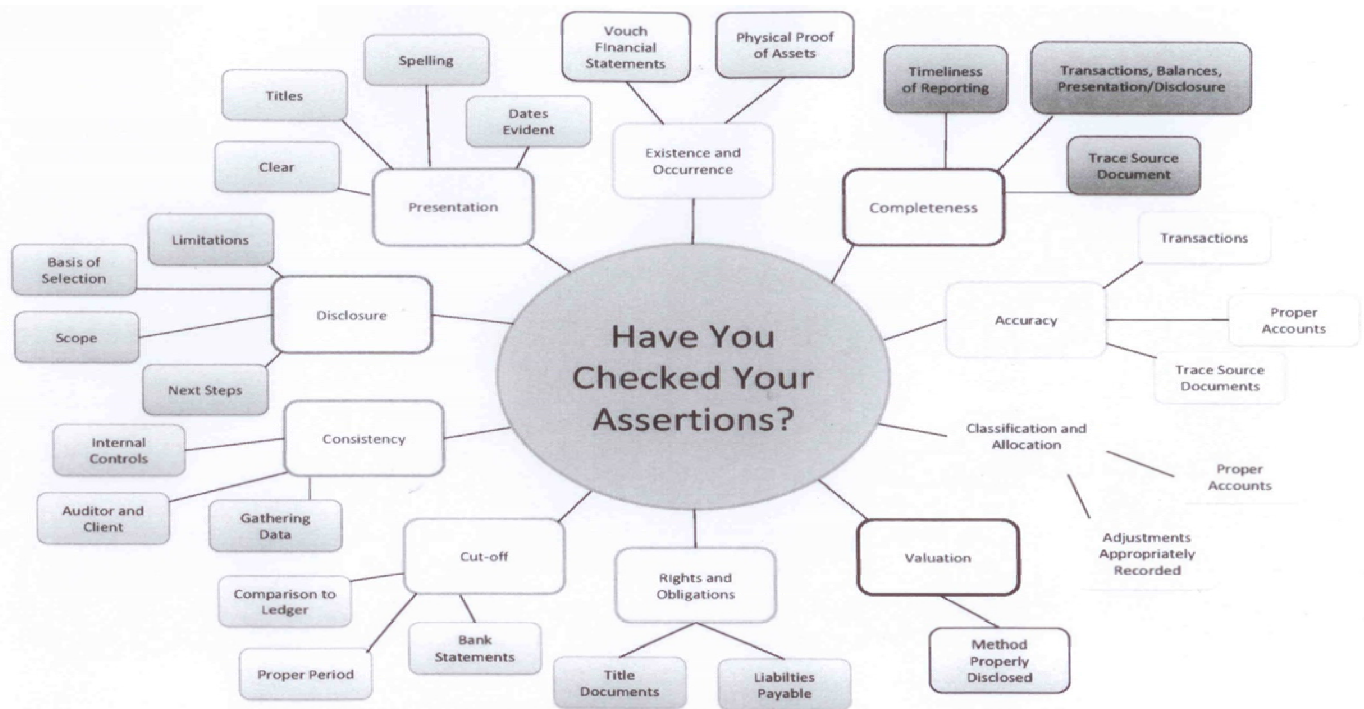 Vouch
Financial
Statements
Physical Proof
of Assets
Spelling
Timeliness
of Reporting
Transactions, Balances,
Presentation/Disclosure
Titles
Dates
Evident
Existence and
Occurrence
Clear
Presentation
Completeness
Trace Source
Document
Limitations
Transactions
Basis of
Selection
Disclosure
Have You
Checked Your
Assertions?
Accuracy
Proper
Accounts
Scope
Trace Source
Documents
Next Steps
Consistency
Classification and
Allocation
Internal
Controls
Proper
Accounts
Auditor and
Client
Gathering
Data
Cut-off
Rights and
Obligations
Valuation
Adjustments
Appropriately
Recorded
Comparison to
Ledger
Bank
Statements
Proper Period
Title
Documents
Liabilties
Payable
Method
Properly
Disclosed